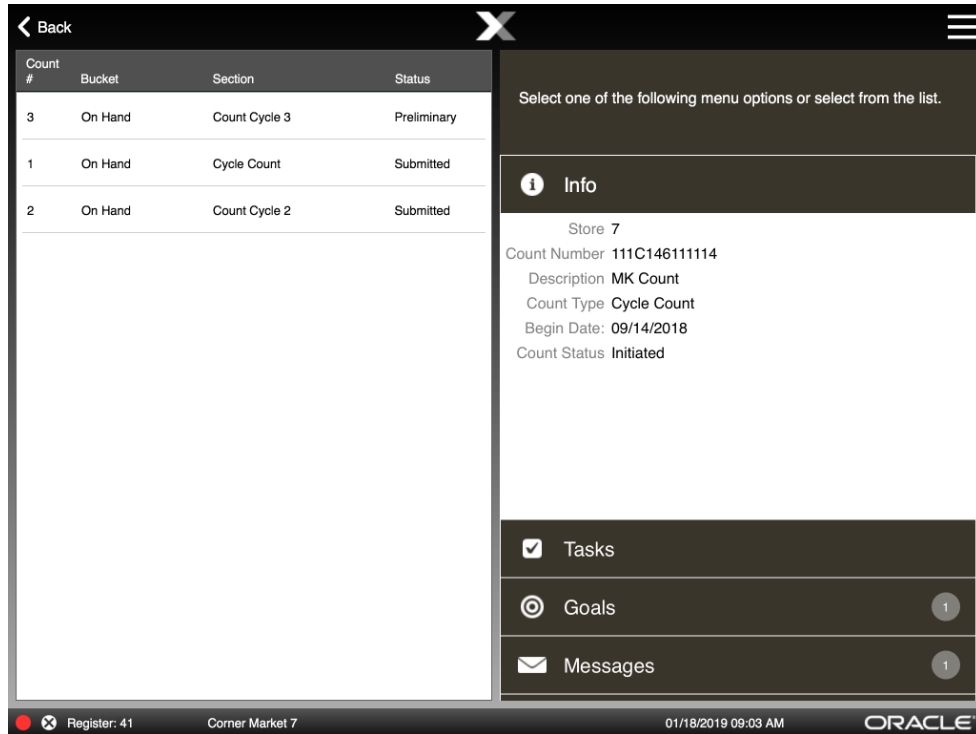 Back
Count
# Bucket Section Status
3 On Hand Count Cycle 3 Preliminary
1 On Hand Cycle Count Submitted
2 On Hand Count Cycle 2 Submitted
Select one of the following menu options or select from the list.
Info
Store 7
Count Number 111C146111114
Description MK Count
Count Type Cycle Count
Begin Date: 09/14/2018
Count Status Initiated
Tasks
Goals 1
Messages 1
Register: 41 Corner Market 7 01/18/2019 09:03 AM ORACLE